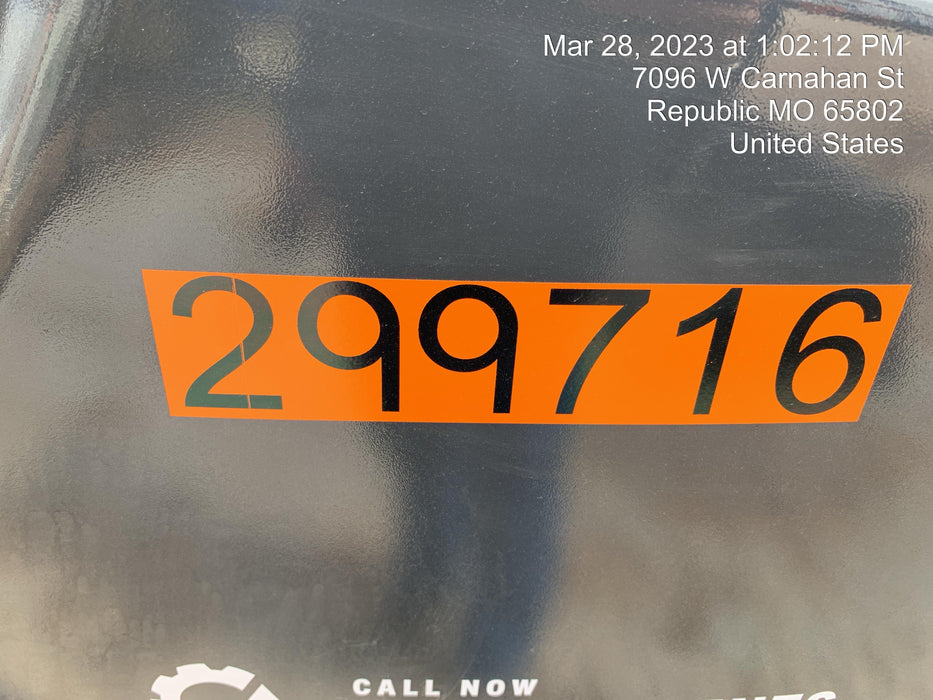 Mar 28, 2023 at 1:02:12 PM
7096 W Carnahan St
Republic MO 65802
United States
299716
CALL NOW